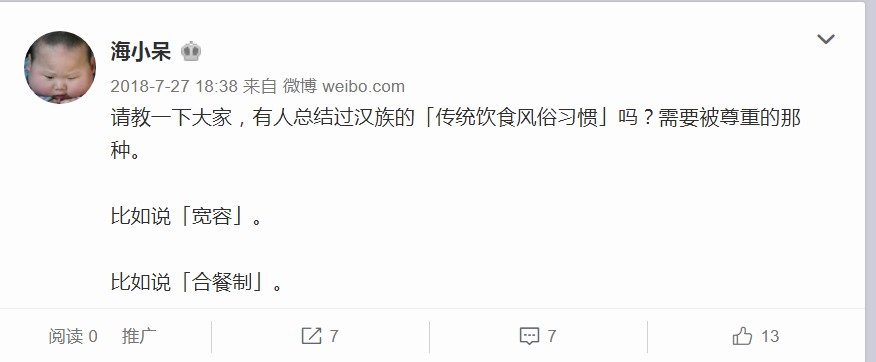 海小呆
2018-7-27 18:38 来自 微博 weibo.com
请教一下大家，有人总结过汉族的「传统饮食风俗习惯」吗？需要被尊重的那
种。
比如说「宽容」。
比如说「合餐制」。
阅读 0 推广 7 7 13